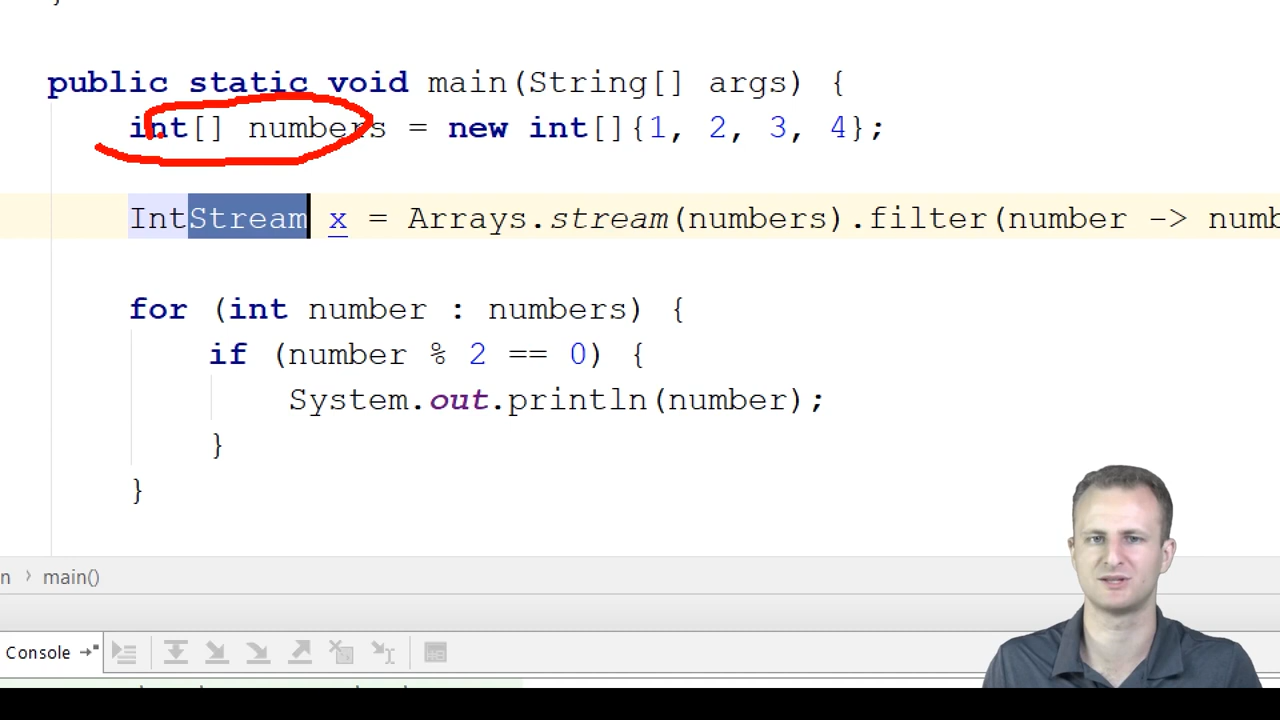 public static void main(String[] args) {
int[] numbers = new int[]{1, 2, 3, 4};
IntStream x = Arrays.stream(numbers).filter(number -> numb
for (int number : numbers) {
if (number % 2 == 0) {
System.out.println(number);
}
}
n › main()
Console